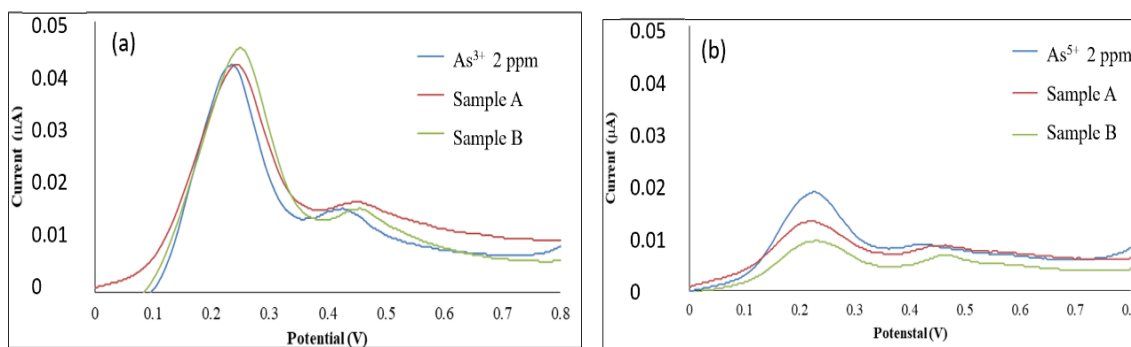 (a)
As³⁺ 2 ppm
Sample A
Sample B
Current (µA)
0.05
0.04
0.03
0.02
0.01
0
0 0.1 0.2 0.3 0.4 0.5 0.6 0.7 0.8
Potential (V)
(b)
As⁵⁺ 2 ppm
Sample A
Sample B
Current (µA)
0.05
0.04
0.03
0.02
0.01
0.00
0 0.1 0.2 0.3 0.4 0.5 0.6 0.7 0.8
Potenstal (V)